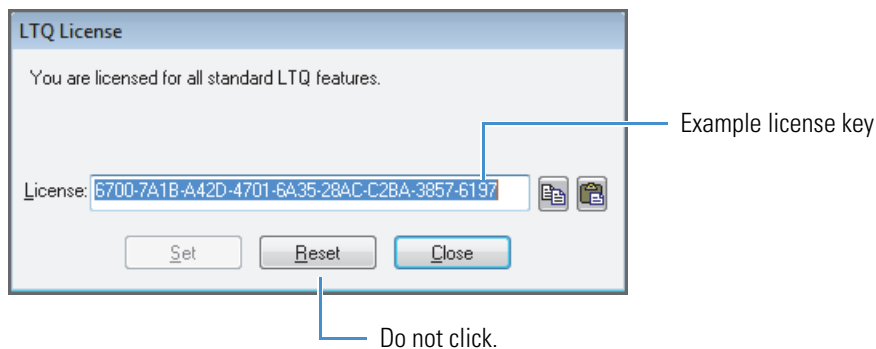 LTQ License
You are licensed for all standard LTQ features.
Example license key
License: 6700-7A1B-A42D-4701-6A35-28AC-C2BA-3857-6197
Set Reset Close
Do not click.